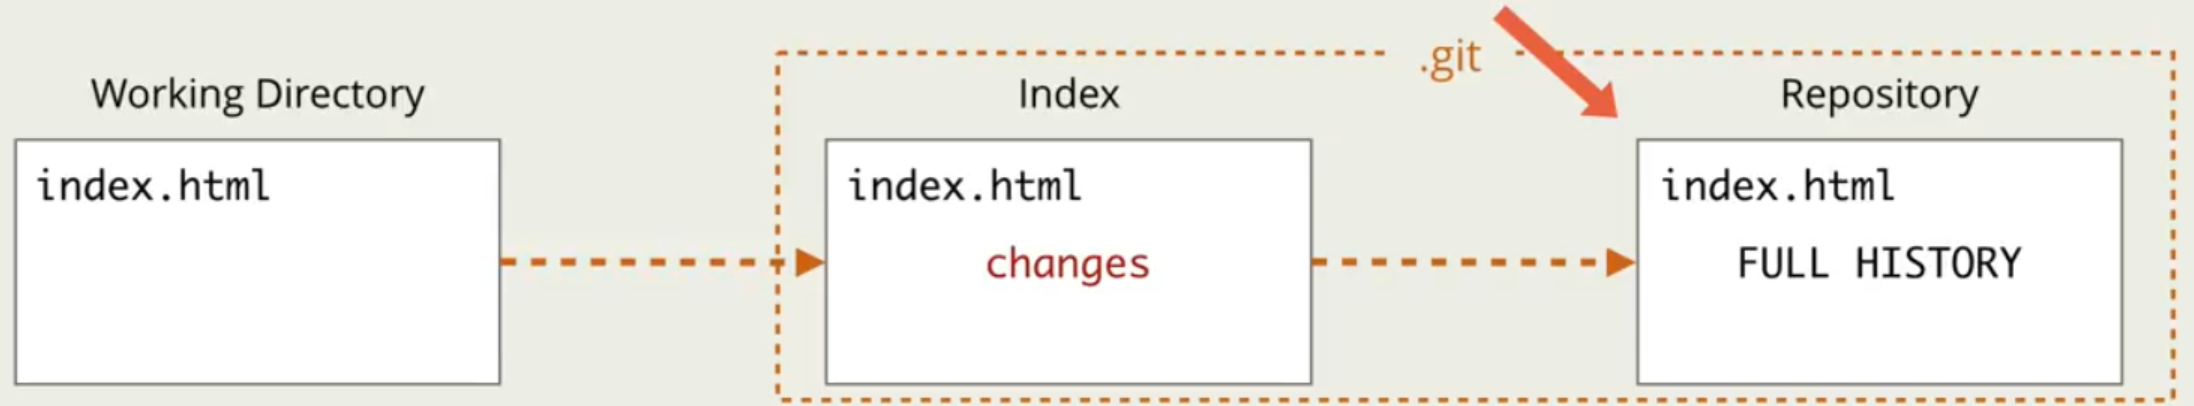 .git
Working Directory
Index
Repository
index.html
index.html
index.html
changes
FULL HISTORY